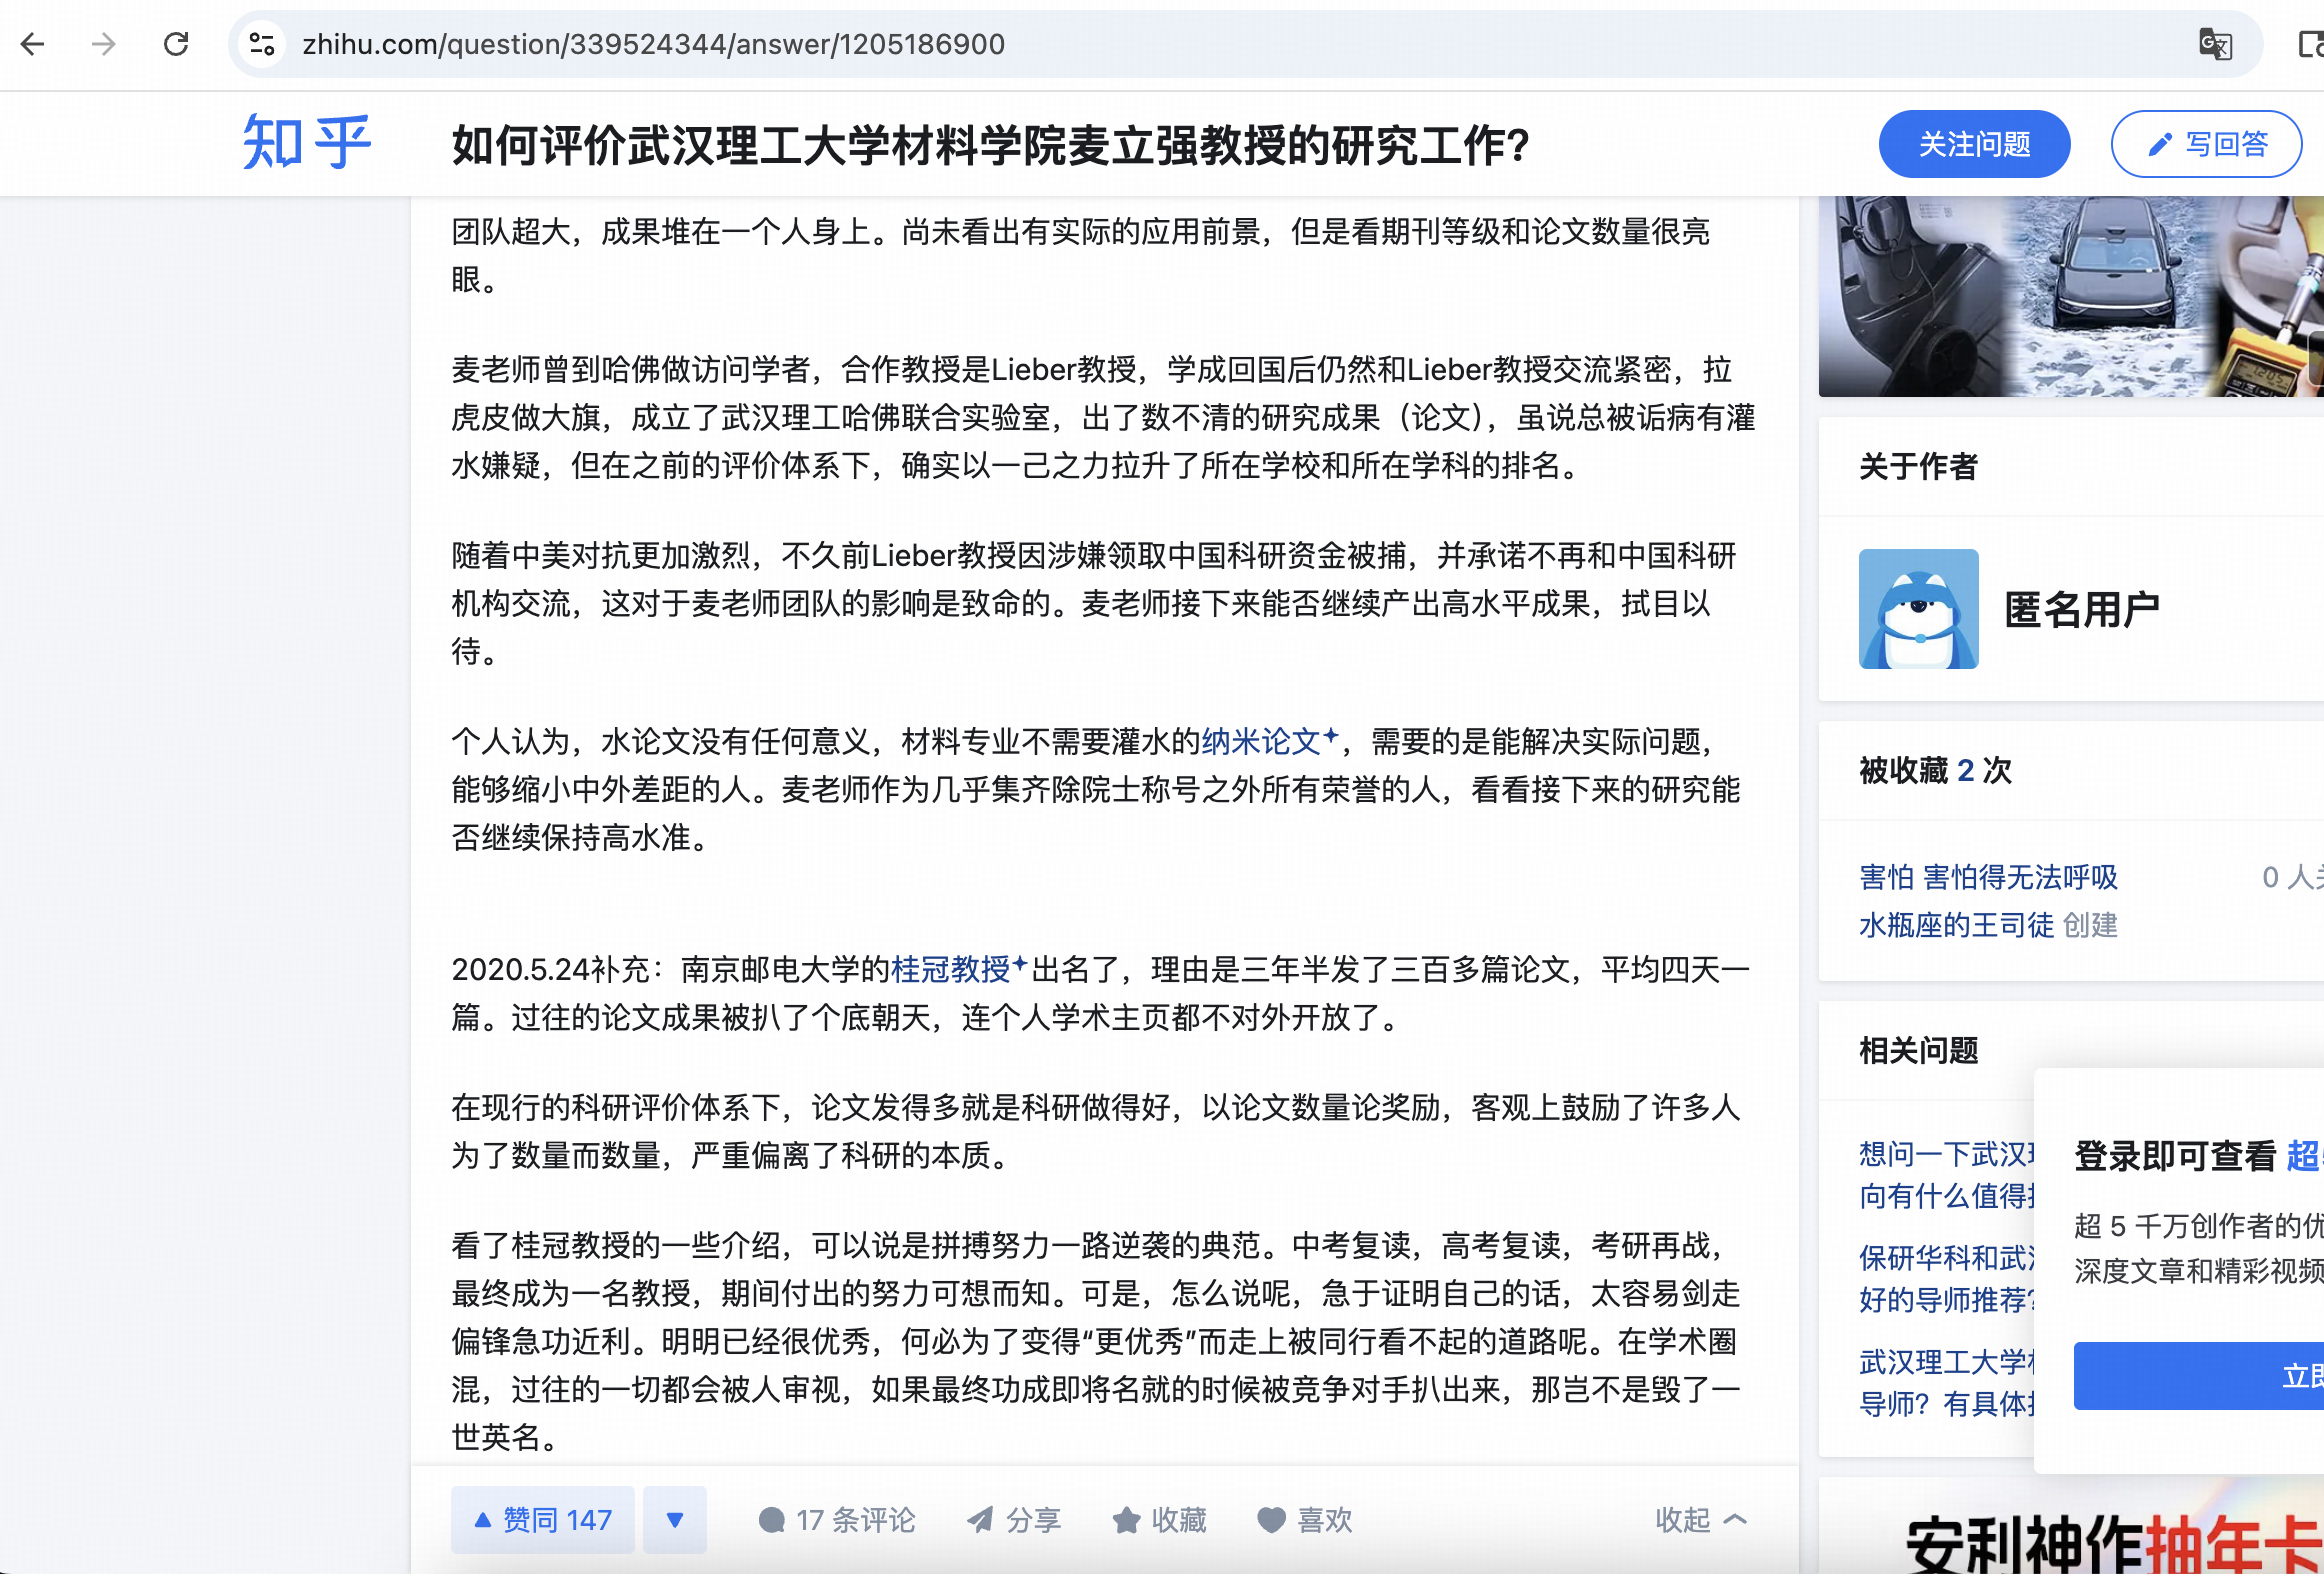 zhihu.com/question/339524344/answer/1205186900
知乎
如何评价武汉理工大学材料学院麦立强教授的研究工作？
关注问题
写回答
团队超大，成果堆在一个人身上。尚未看出有实际的应用前景，但是看期刊等级和论文数量很亮
眼。
麦老师曾到哈佛做访问学者，合作教授是Lieber教授，学成回国后仍然和Lieber教授交流紧密，拉
虎皮做大旗，成立了武汉理工哈佛联合实验室，出了数不清的研究成果（论文），虽说总被诟病有灌
水嫌疑，但在之前的评价体系下，确实以一己之力拉升了所在学校和所在学科的排名。
随着中美对抗更加激烈，不久前Lieber教授因涉嫌领取中国科研资金被捕，并承诺不再和中国科研
机构交流，这对于麦老师团队的影响是致命的。麦老师接下来能否继续产出高水平成果，拭目以
待。
个人认为，水论文没有任何意义，材料专业不需要灌水的纳米论文，需要的是能解决实际问题，
能够缩小中外差距的人。麦老师作为几乎集齐除院士称号之外所有荣誉的人，看看接下来的研究能
否继续保持高水准。
2020.5.24补充：南京邮电大学的桂冠教授出名了，理由是三年半发了三百多篇论文，平均四天一
篇。过往的论文成果被扒了个底朝天，连个人学术主页都不对外开放了。
在现行的科研评价体系下，论文发得多就是科研做得好，以论文数量论奖励，客观上鼓励了许多人
为了数量而数量，严重偏离了科研的本质。
看了桂冠教授的一些介绍，可以说是拼搏努力一路逆袭的典范。中考复读，高考复读，考研再战，
最终成为一名教授，期间付出的努力可想而知。可是，怎么说呢，急于证明自己的话，太容易剑走
偏锋急功近利。明明已经很优秀，何必为了变得“更优秀”而走上被同行看不起的道路呢。在学术圈
混，过往的一切都会被人审视，如果最终功成即将名就的时候被竞争对手扒出来，那岂不是毁了一
世英名。
赞同 147
17 条评论
分享
收藏
喜欢
收起
关于作者
匿名用户
被收藏 2 次
害怕 害怕得无法呼吸
0 人
水瓶座的王司徒 创建
相关问题
想问一下武汉
向有什么值得
保研华科和武
好的导师推荐？
武汉理工大学
导师？有具体
登录即可查看 超
超 5 千万创作者的优
深度文章和精彩视频
立即
安利神作抽年卡